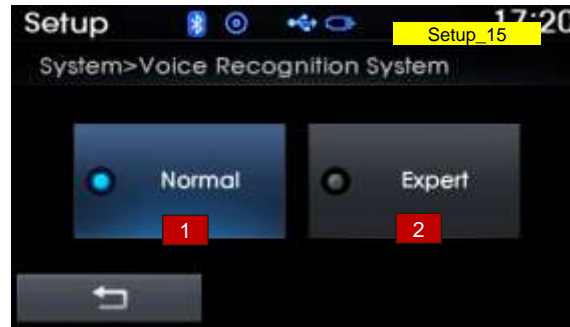 Setup 17:20
Setup_15
System>Voice Recognition System
Normal Expert
1 2